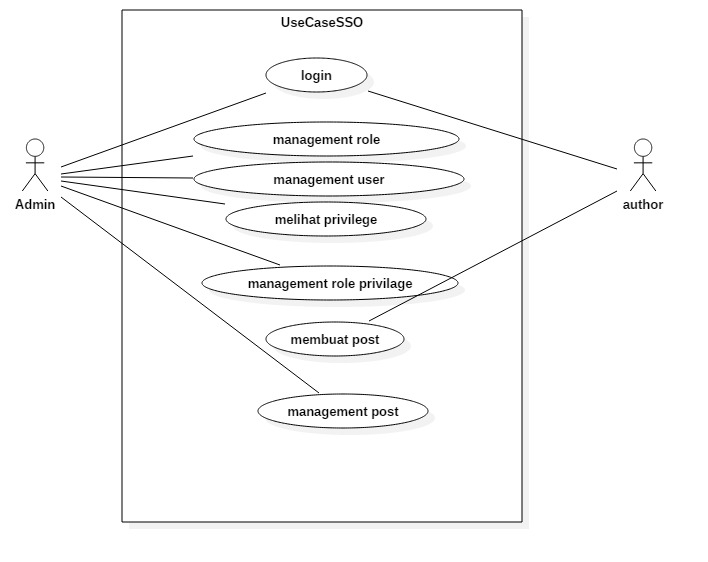 UseCaseSSO
login
management role
management user
Admin
author
melihat privilege
management role privilage
membuat post
management post